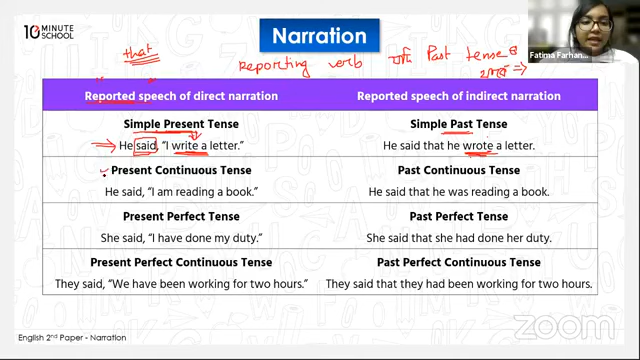 10 MINUTE SCHOOL
Narration
Fatima Farhan...
that
Reporting verb যদি Past tense এ
হয় ⇒
Reported speech of direct narration
Reported speech of indirect narration
Simple Present Tense
He said, “I write a letter.”
Simple Past Tense
He said that he wrote a letter.
Present Continuous Tense
He said, “I am reading a book.”
Past Continuous Tense
He said that he was reading a book.
Present Perfect Tense
She said, “I have done my duty.”
Past Perfect Tense
She said that she had done her duty.
Present Perfect Continuous Tense
They said, “We have been working for two hours.”
Past Perfect Continuous Tense
They said that they had been working for two hours.
English 2nd Paper - Narration
zoom